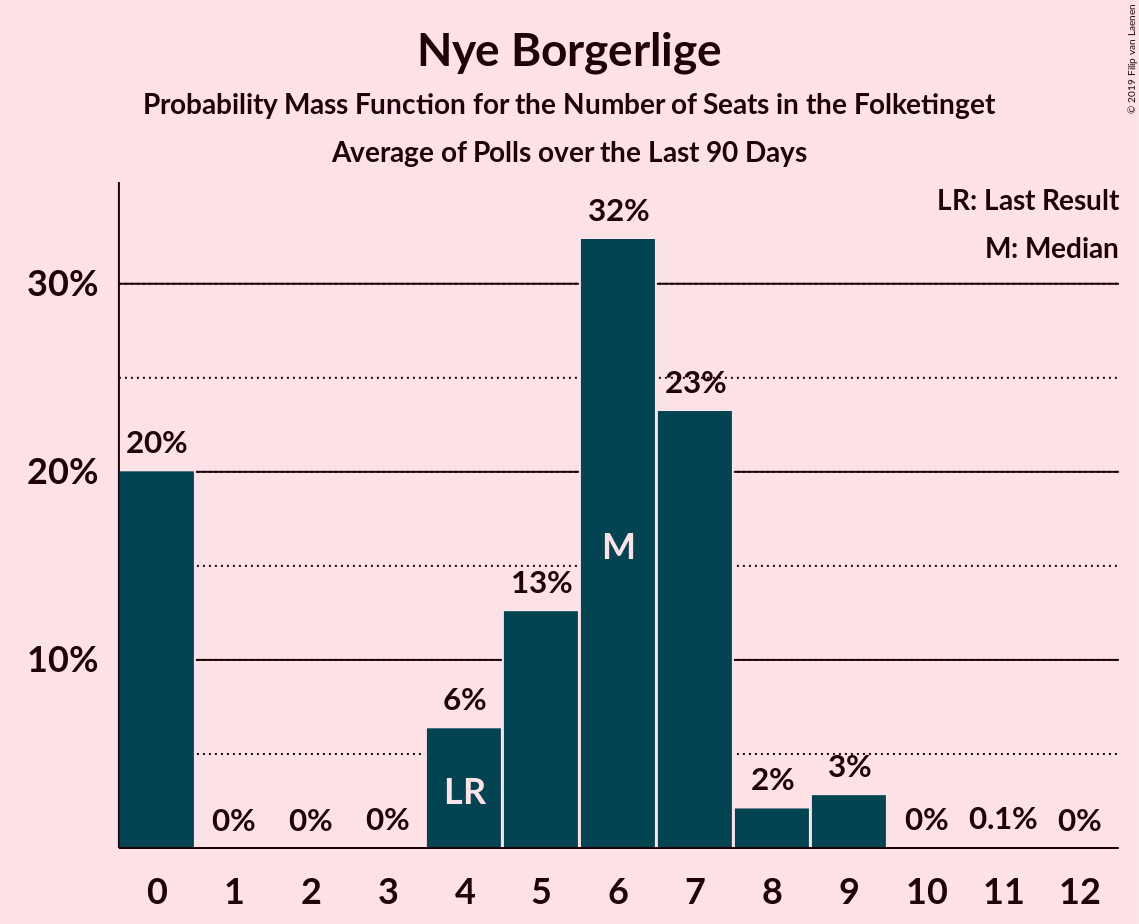 Nye Borgerlige
Probability Mass Function for the Number of Seats in the Folketinget
Average of Polls over the Last 90 Days
© 2019 Filip van Laenen
LR: Last Result
M: Median
30%
20%
10%
20%
0%
0%
0%
6%
13%
32%
23%
2%
3%
0%
0.1%
0%
LR
M
0 1 2 3 4 5 6 7 8 9 10 11 12